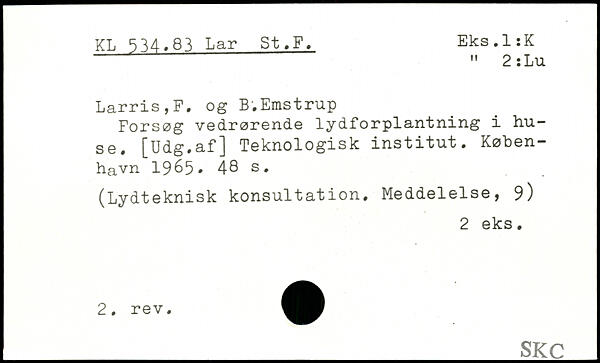 KL 534.83 Lar St.F. Eks.1:K
" 2:Lu
Larris,F. og B.Emstrup
Forsøg vedrørende lydforplantning i hu-
se. [Udg.af] Teknologisk institut. Køben-
havn 1965. 48 s.
(Lydteknisk konsultation. Meddelelse, 9)
2 eks.
2. rev.
SKC